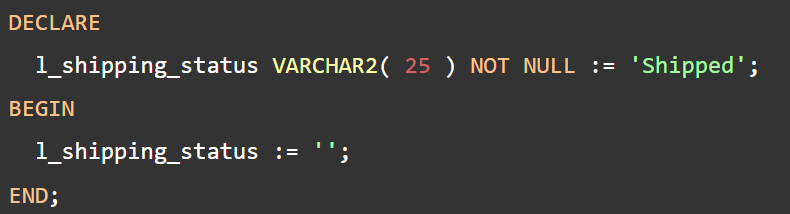 DECLARE
  l_shipping_status VARCHAR2( 25 ) NOT NULL := 'Shipped';
BEGIN
  l_shipping_status := '';
END;